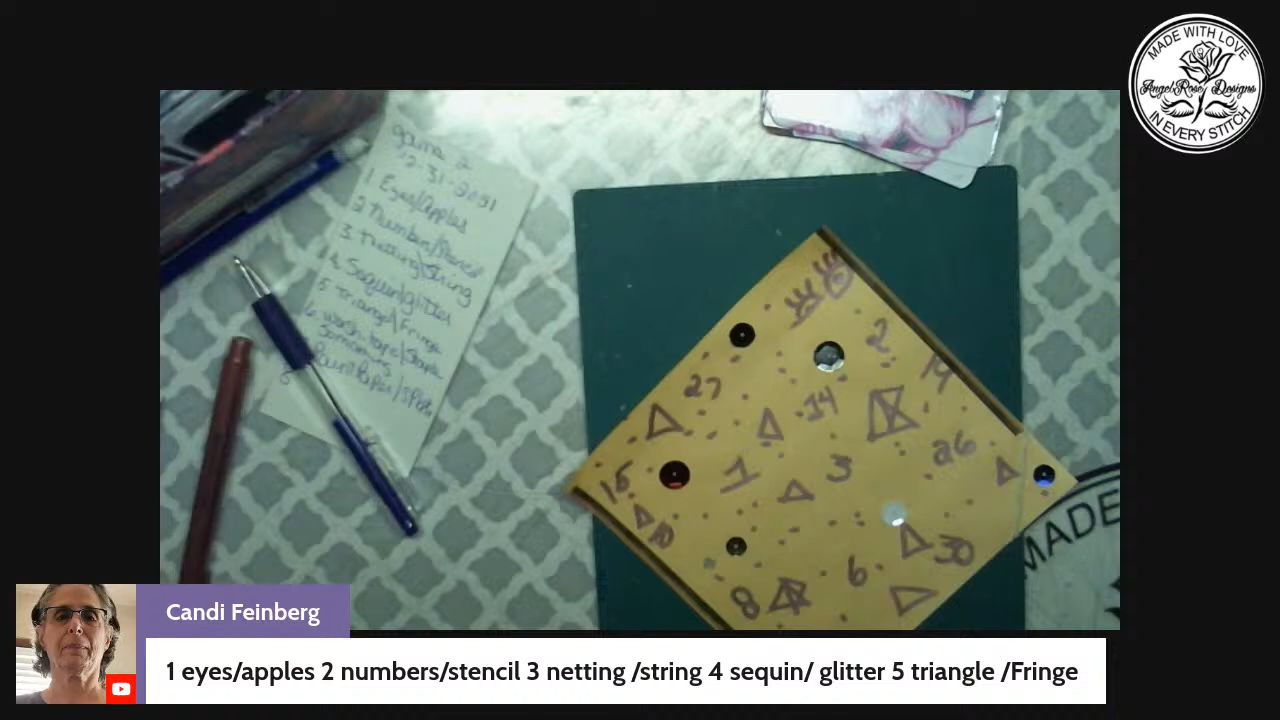 MADE WITH LOVE
AngelRose Designs
IN EVERY STITCH
game 2
12-31-2021
1 Eyes/apples
2 Numbers/Stencil
3 Netting/String
4 Sequin/glitter
5 Triangle/Fringe
2
19
27
14
26
15
1
3
10
30
8
6
MADE
Candi Feinberg
1 eyes/apples 2 numbers/stencil 3 netting /string 4 sequin/ glitter 5 triangle /Fringe